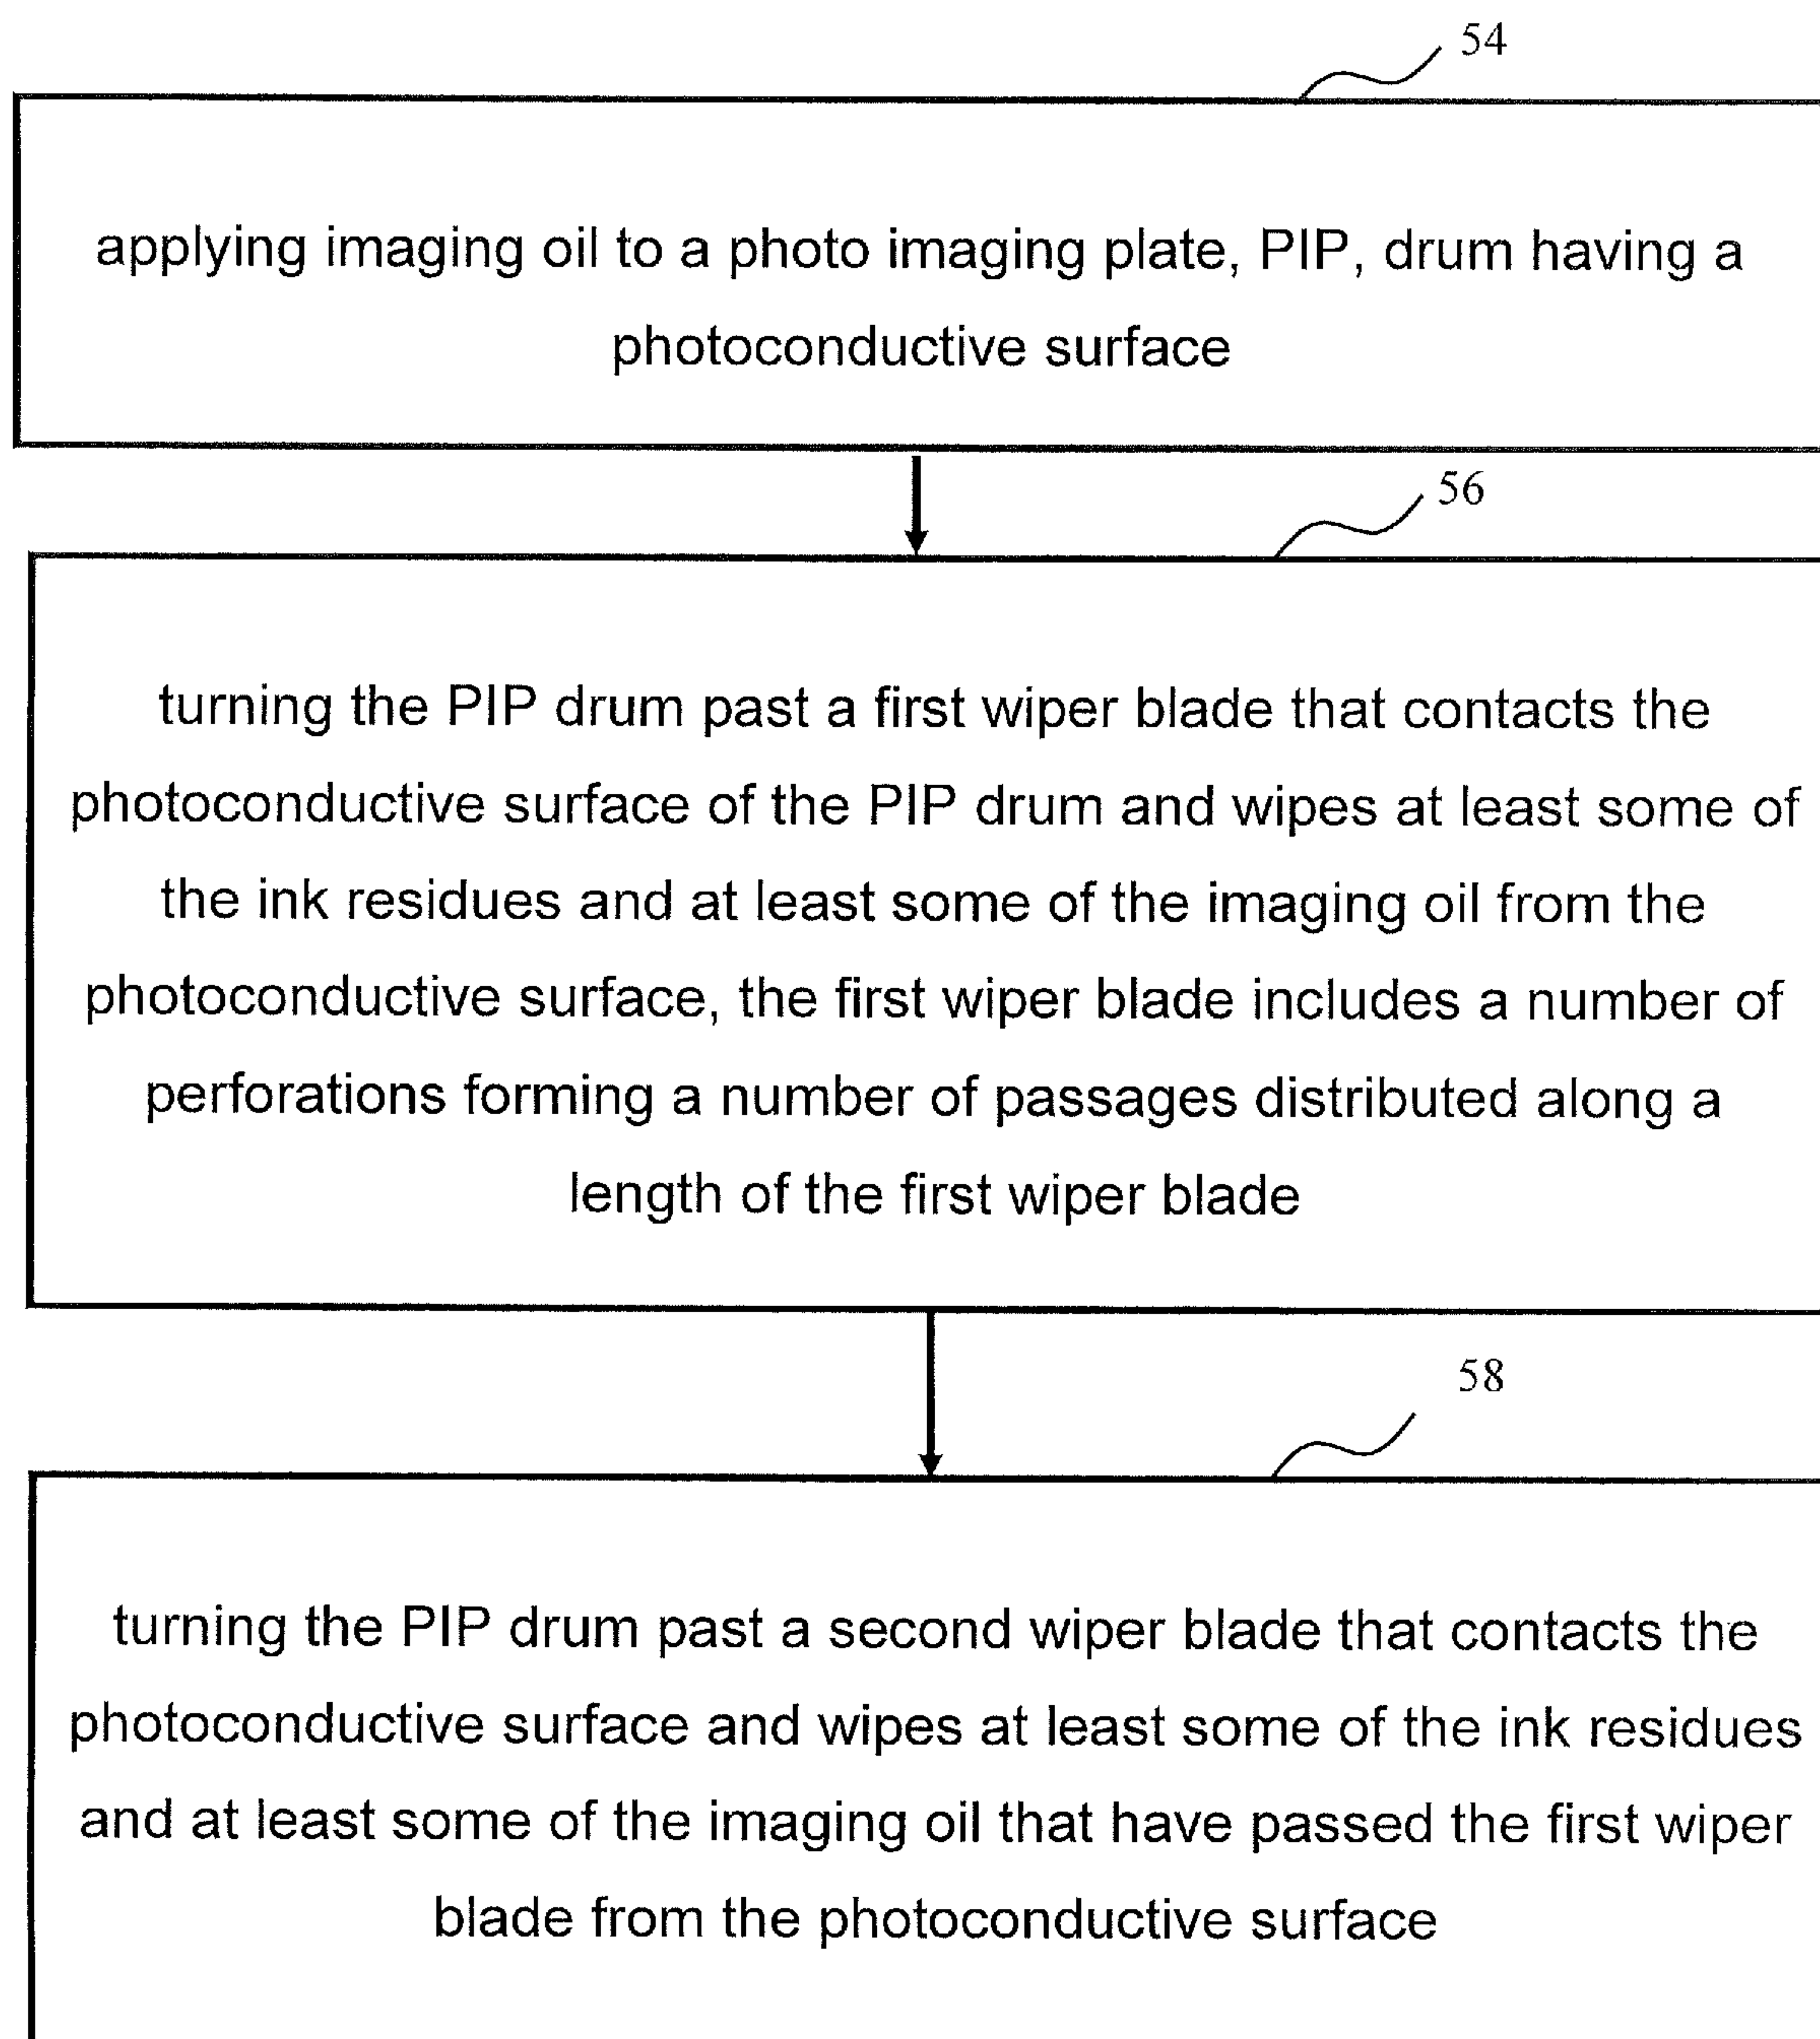 54
applying imaging oil to a photo imaging plate, PIP, drum having a
photoconductive surface
56
turning the PIP drum past a first wiper blade that contacts the
photoconductive surface of the PIP drum and wipes at least some of
the ink residues and at least some of the imaging oil from the
photoconductive surface, the first wiper blade includes a number of
perforations forming a number of passages distributed along a
length of the first wiper blade
58
turning the PIP drum past a second wiper blade that contacts the
photoconductive surface and wipes at least some of the ink residues
and at least some of the imaging oil that have passed the first wiper
blade from the photoconductive surface